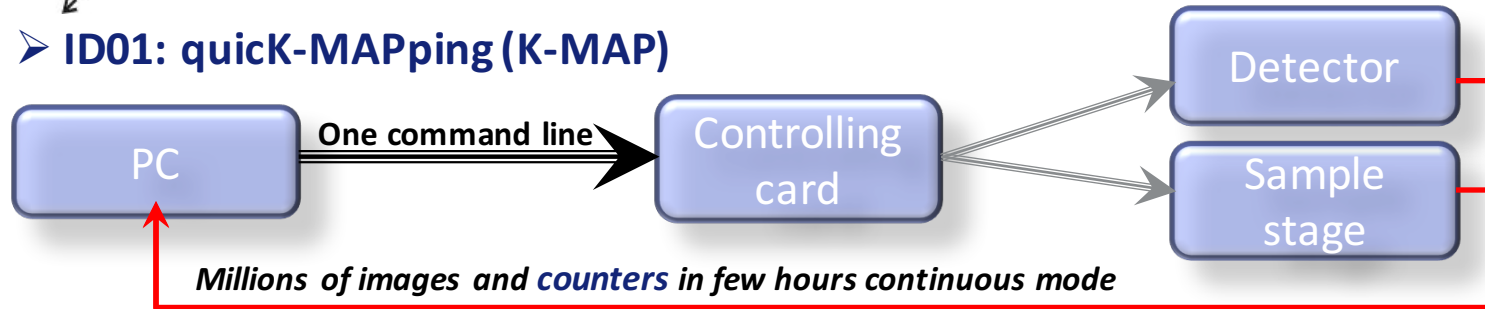 ➢ ID01: quicK-MAPping (K-MAP)
Detector
PC
One command line
Controlling
card
Sample
stage
Millions of images and counters in few hours continuous mode